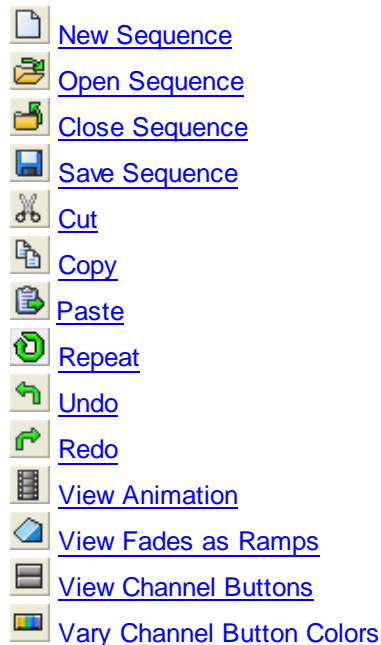 New Sequence
Open Sequence
Close Sequence
Save Sequence
Cut
Copy
Paste
Repeat
Undo
Redo
View Animation
View Fades as Ramps
View Channel Buttons
Vary Channel Button Colors